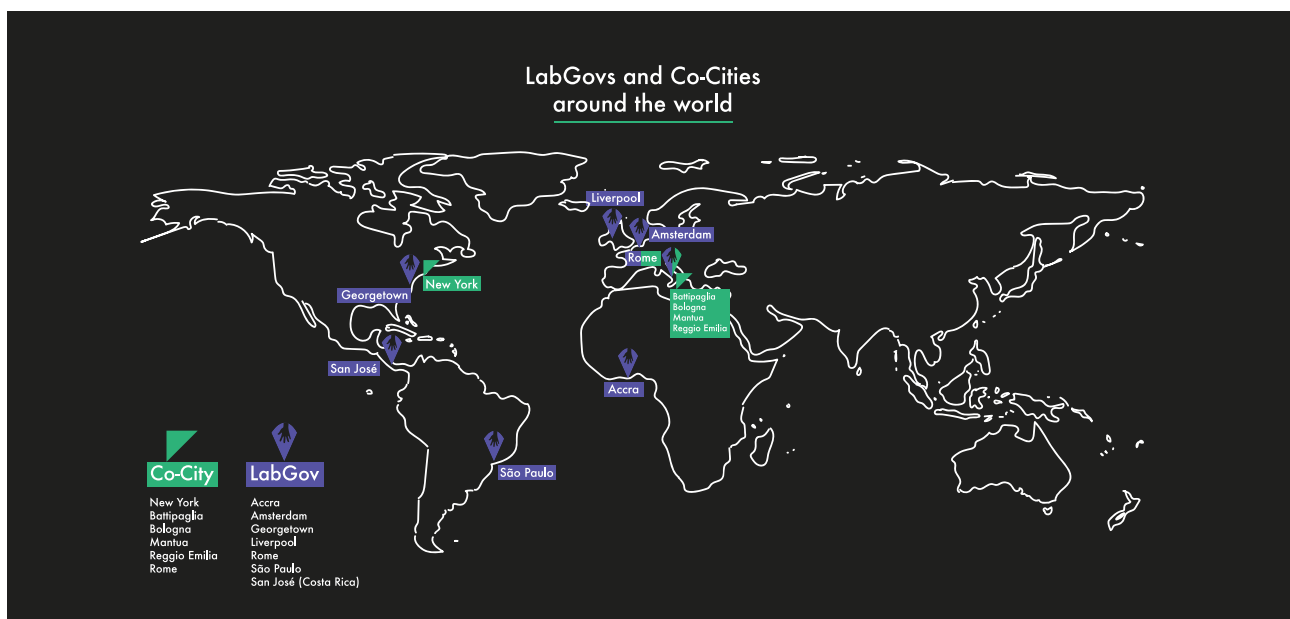 LabGovs and Co-Cities
around the world
Liverpool
Amsterdam
Rome
New York
Georgetown
Battipaglia
Bologna
Mantua
Reggio Emilia
San José
Accra
São Paulo
Co-City
New York
Battipaglia
Bologna
Mantua
Reggio Emilia
Rome
LabGov
Accra
Amsterdam
Georgetown
Liverpool
Rome
São Paulo
San José (Costa Rica)